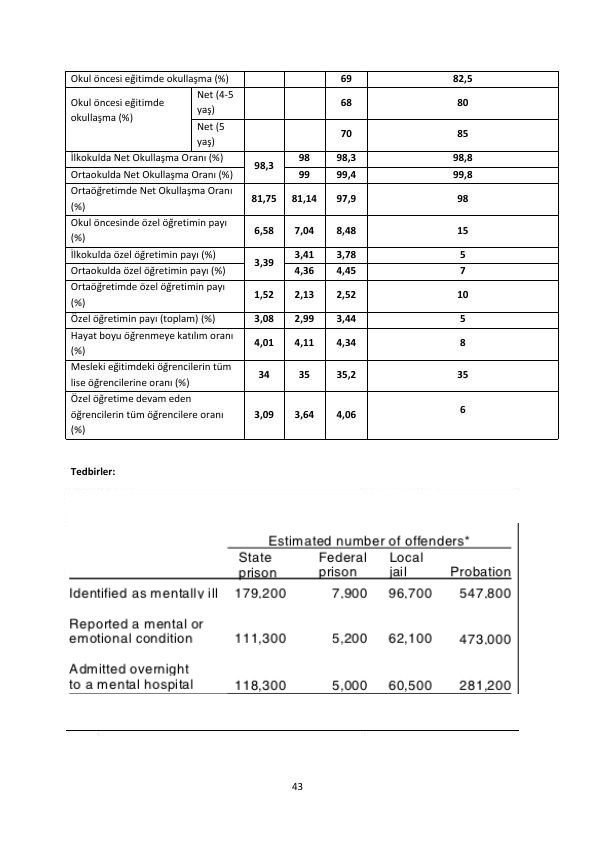 Okul öncesi eğitimde okullaşma (%) 69 82,5
Okul öncesi eğitimde okullaşma (%) Net (4-5 yaş) 68 80
Net (5 yaş) 70 85
İlkokulda Net Okullaşma Oranı (%) 98,3 98 98,3 98,8
Ortaokulda Net Okullaşma Oranı (%) 99 99,4 99,8
Ortaöğretimde Net Okullaşma Oranı
(%) 81,75 81,14 97,9 98
Okul öncesinde özel öğretimin payı
(%) 6,58 7,04 8,48 15
İlkokulda özel öğretimin payı (%) 3,39 3,41 3,78 5
Ortaokulda özel öğretimin payı (%) 4,36 4,45 7
Ortaöğretimde özel öğretimin payı
(%) 1,52 2,13 2,52 10
Özel öğretimin payı (toplam) (%) 3,08 2,99 3,44 5
Hayat boyu öğrenmeye katılım oranı
(%) 4,01 4,11 4,34 8
Mesleki eğitimdeki öğrencilerin tüm
lise öğrencilerine oranı (%) 34 35 35,2 35
Özel öğretime devam eden
öğrencilerin tüm öğrencilere oranı
(%) 3,09 3,64 4,06 6
Tedbirler:
Estimated number of offenders*
State Federal Local
prison prison jail Probation
Identified as mentally ill 179,200 7,900 96,700 547,800
Reported a mental or
emotional condition 111,300 5,200 62,100 473,000
Admitted overnight
to a mental hospital 118,300 5,000 60,500 281,200
43